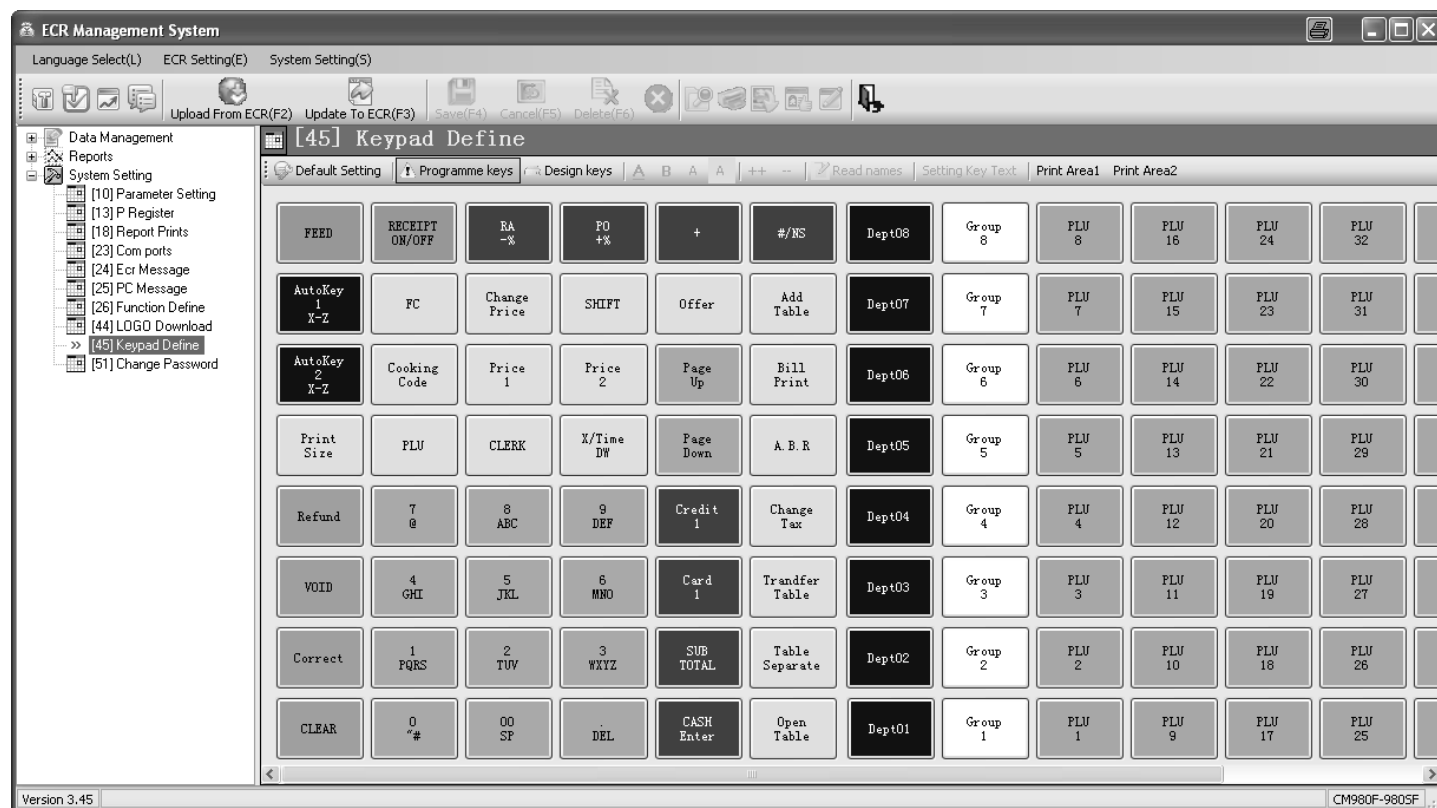 ECR Management System
Language Select(L) ECR Setting(E) System Setting(S)
Upload From ECR(F2) Update To ECR(F3) Save(F4) Cancel(F5) Delete(F6)
Data Management
Reports
System Setting
[10] Parameter Setting
[13] P Register
[18] Report Prints
[23] Com ports
[24] Ecr Message
[25] PC Message
[26] Function Define
[44] LOGO Download
[45] Keypad Define
[51] Change Password
[45] Keypad Define
Default Setting Programme keys Design keys A B A A ++ -- Read names Setting Key Text Print Area1 Print Area2
FEED RECEIPT RA PO + #/NS Dept08 Group PLU PLU PLU PLU
ON/OFF -% +% 8 8 16 24 32
AutoKey FC Change SHIFT Offer Add Dept07 Group PLU PLU PLU PLU
1 Price Table 7 7 15 23 31
X-Z
AutoKey Cooking Price Price Page Bill Dept06 Group PLU PLU PLU PLU
2 Code 1 2 Up Print 6 6 14 22 30
X-Z
Print PLU CLERK X/Time Page A.B.R Dept05 Group PLU PLU PLU PLU
Size DW Down 5 5 13 21 29
Refund 7 8 9 Credit Change Dept04 Group PLU PLU PLU PLU
@ ABC DEF 1 Tax 4 4 12 20 28
VOID 4 5 6 Card Trandfer Dept03 Group PLU PLU PLU PLU
GHI JKL MNO 1 Table 3 3 11 19 27
Correct 1 2 3 SUB Table Dept02 Group PLU PLU PLU PLU
PQRS TUV WXYZ TOTAL Separate 2 2 10 18 26
CLEAR 0 00 . CASH Open Dept01 Group PLU PLU PLU PLU
"# SP DEL Enter Table 1 1 9 17 25
Version 3.45 CM980F-980SF